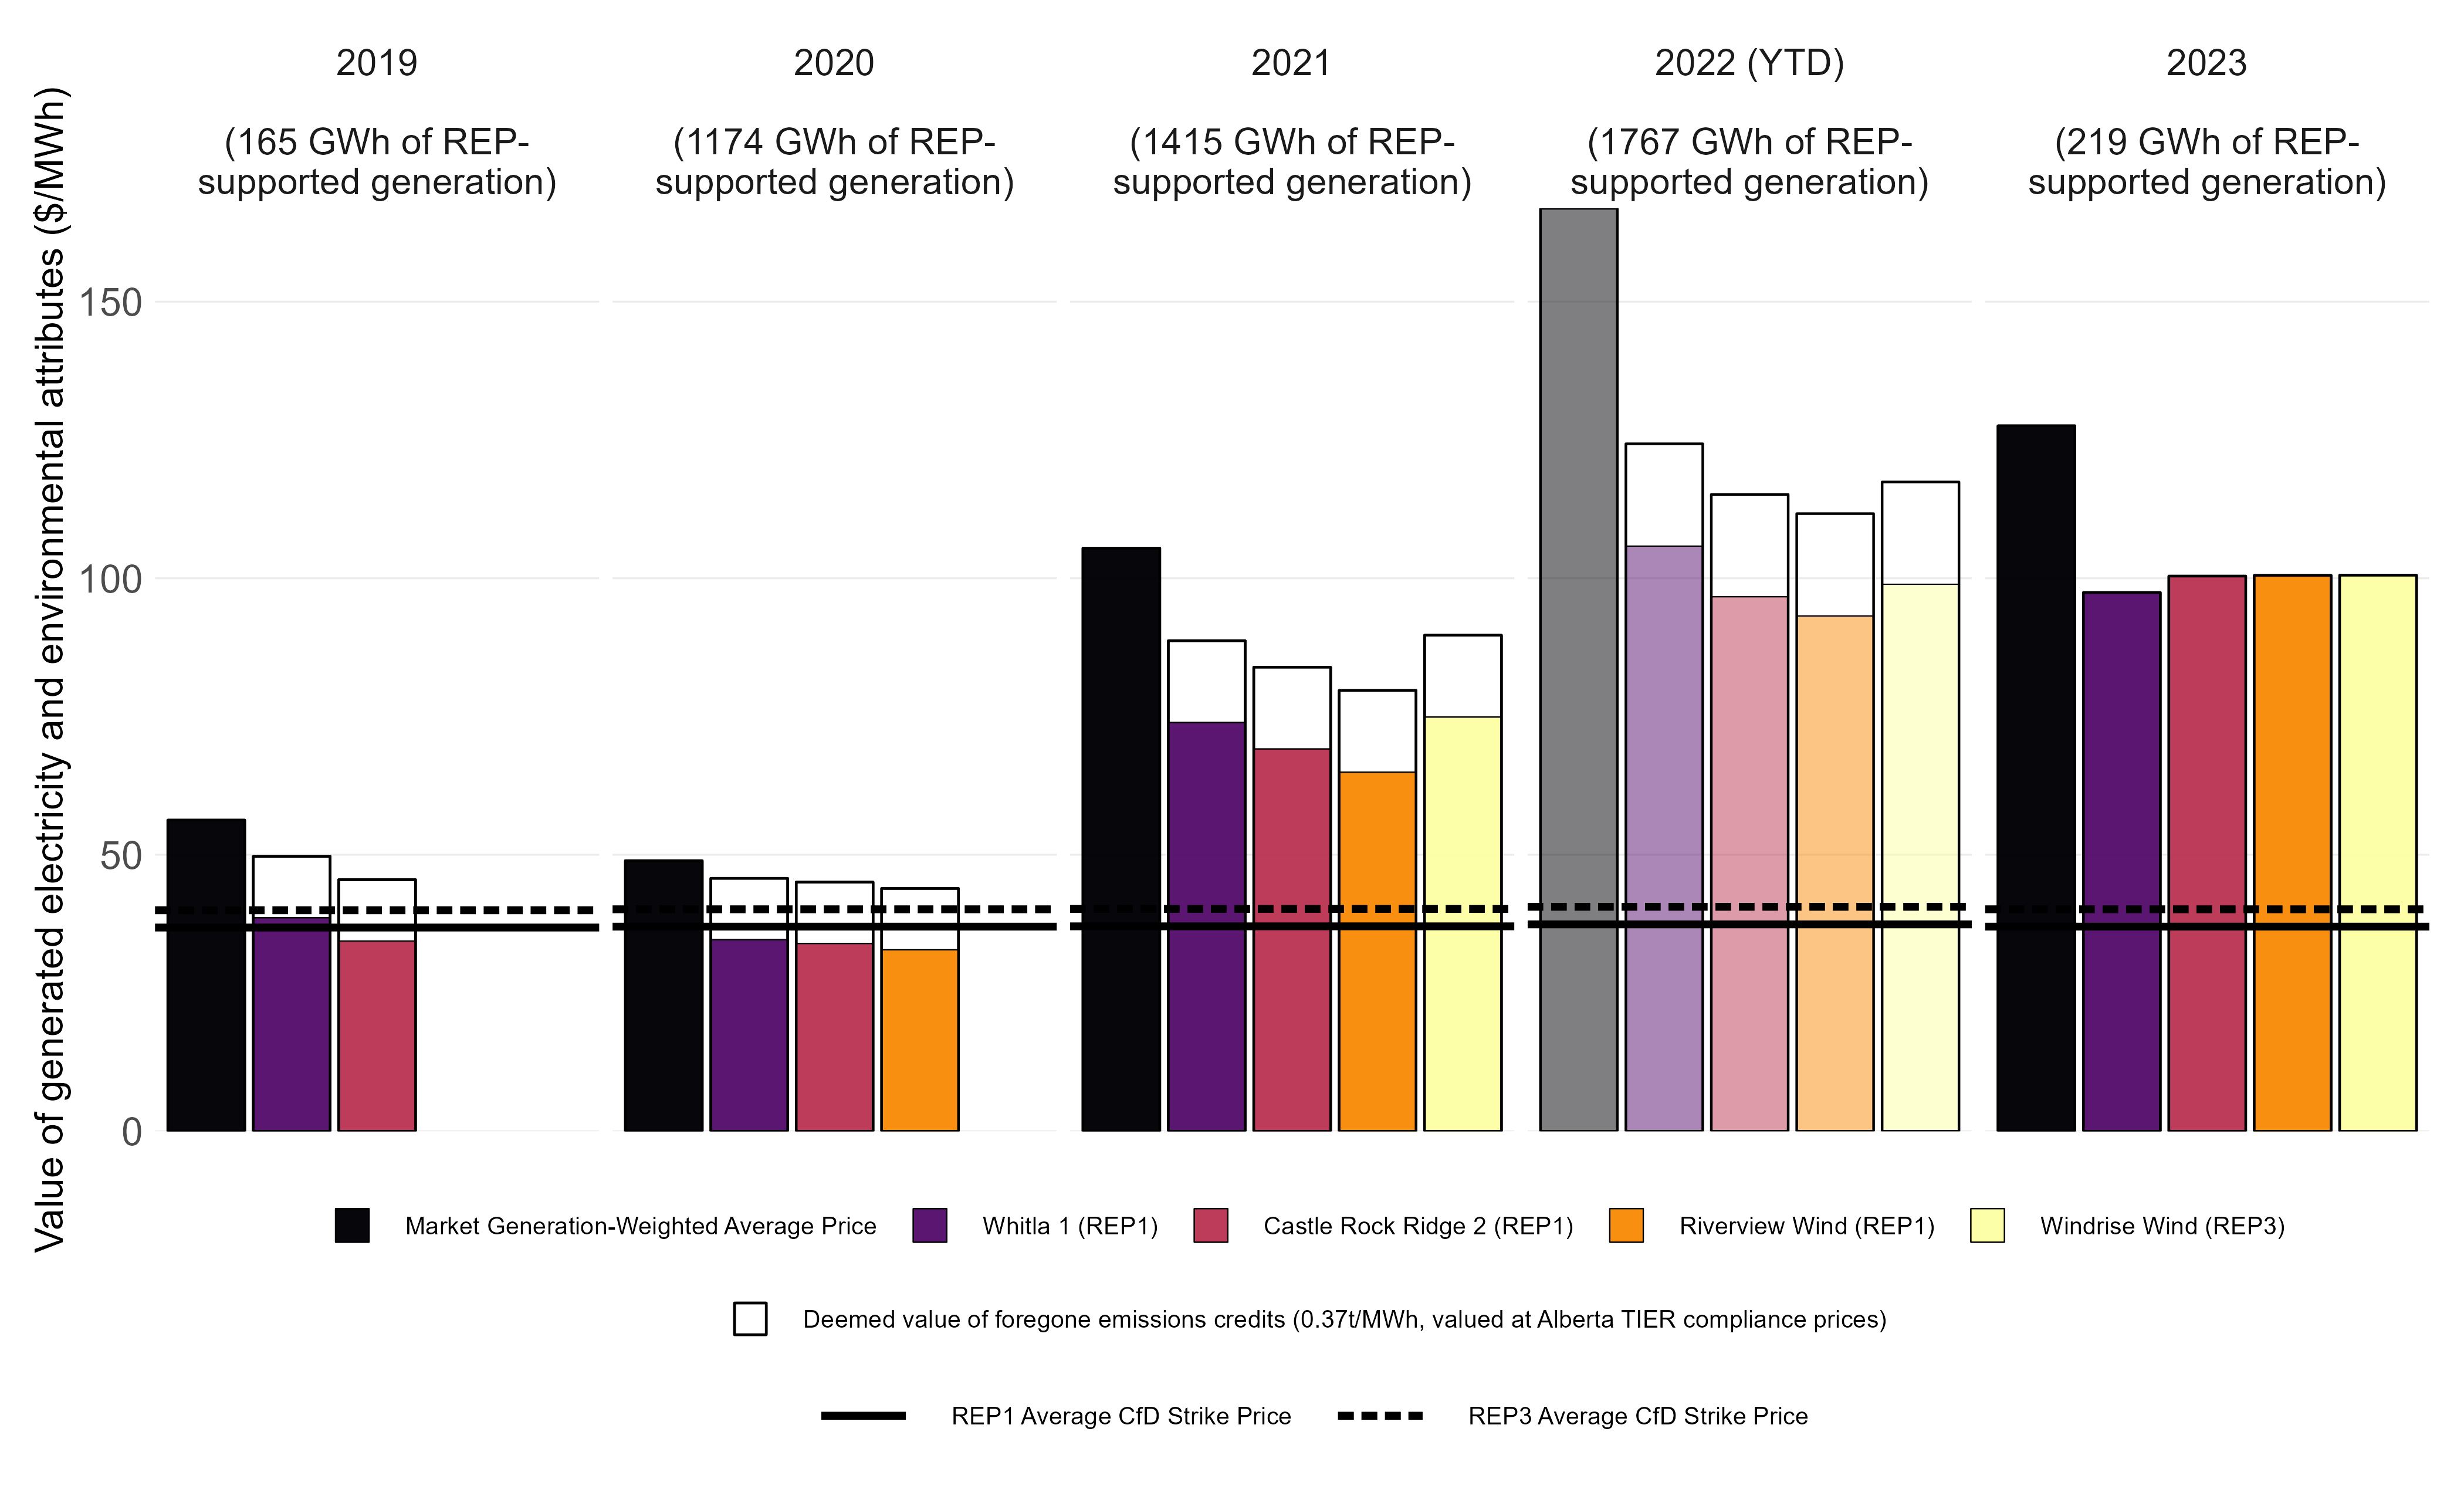 2019
(165 GWh of REP-
supported generation)
2020
(1174 GWh of REP-
supported generation)
2021
(1415 GWh of REP-
supported generation)
2022 (YTD)
(1767 GWh of REP-
supported generation)
2023
(219 GWh of REP-
supported generation)
Value of generated electricity and environmental attributes ($/MWh)
150
100
50
0
Market Generation-Weighted Average Price
Whitla 1 (REP1)
Castle Rock Ridge 2 (REP1)
Riverview Wind (REP1)
Windrise Wind (REP3)
Deemed value of foregone emissions credits (0.37t/MWh, valued at Alberta TIER compliance prices)
REP1 Average CfD Strike Price
REP3 Average CfD Strike Price